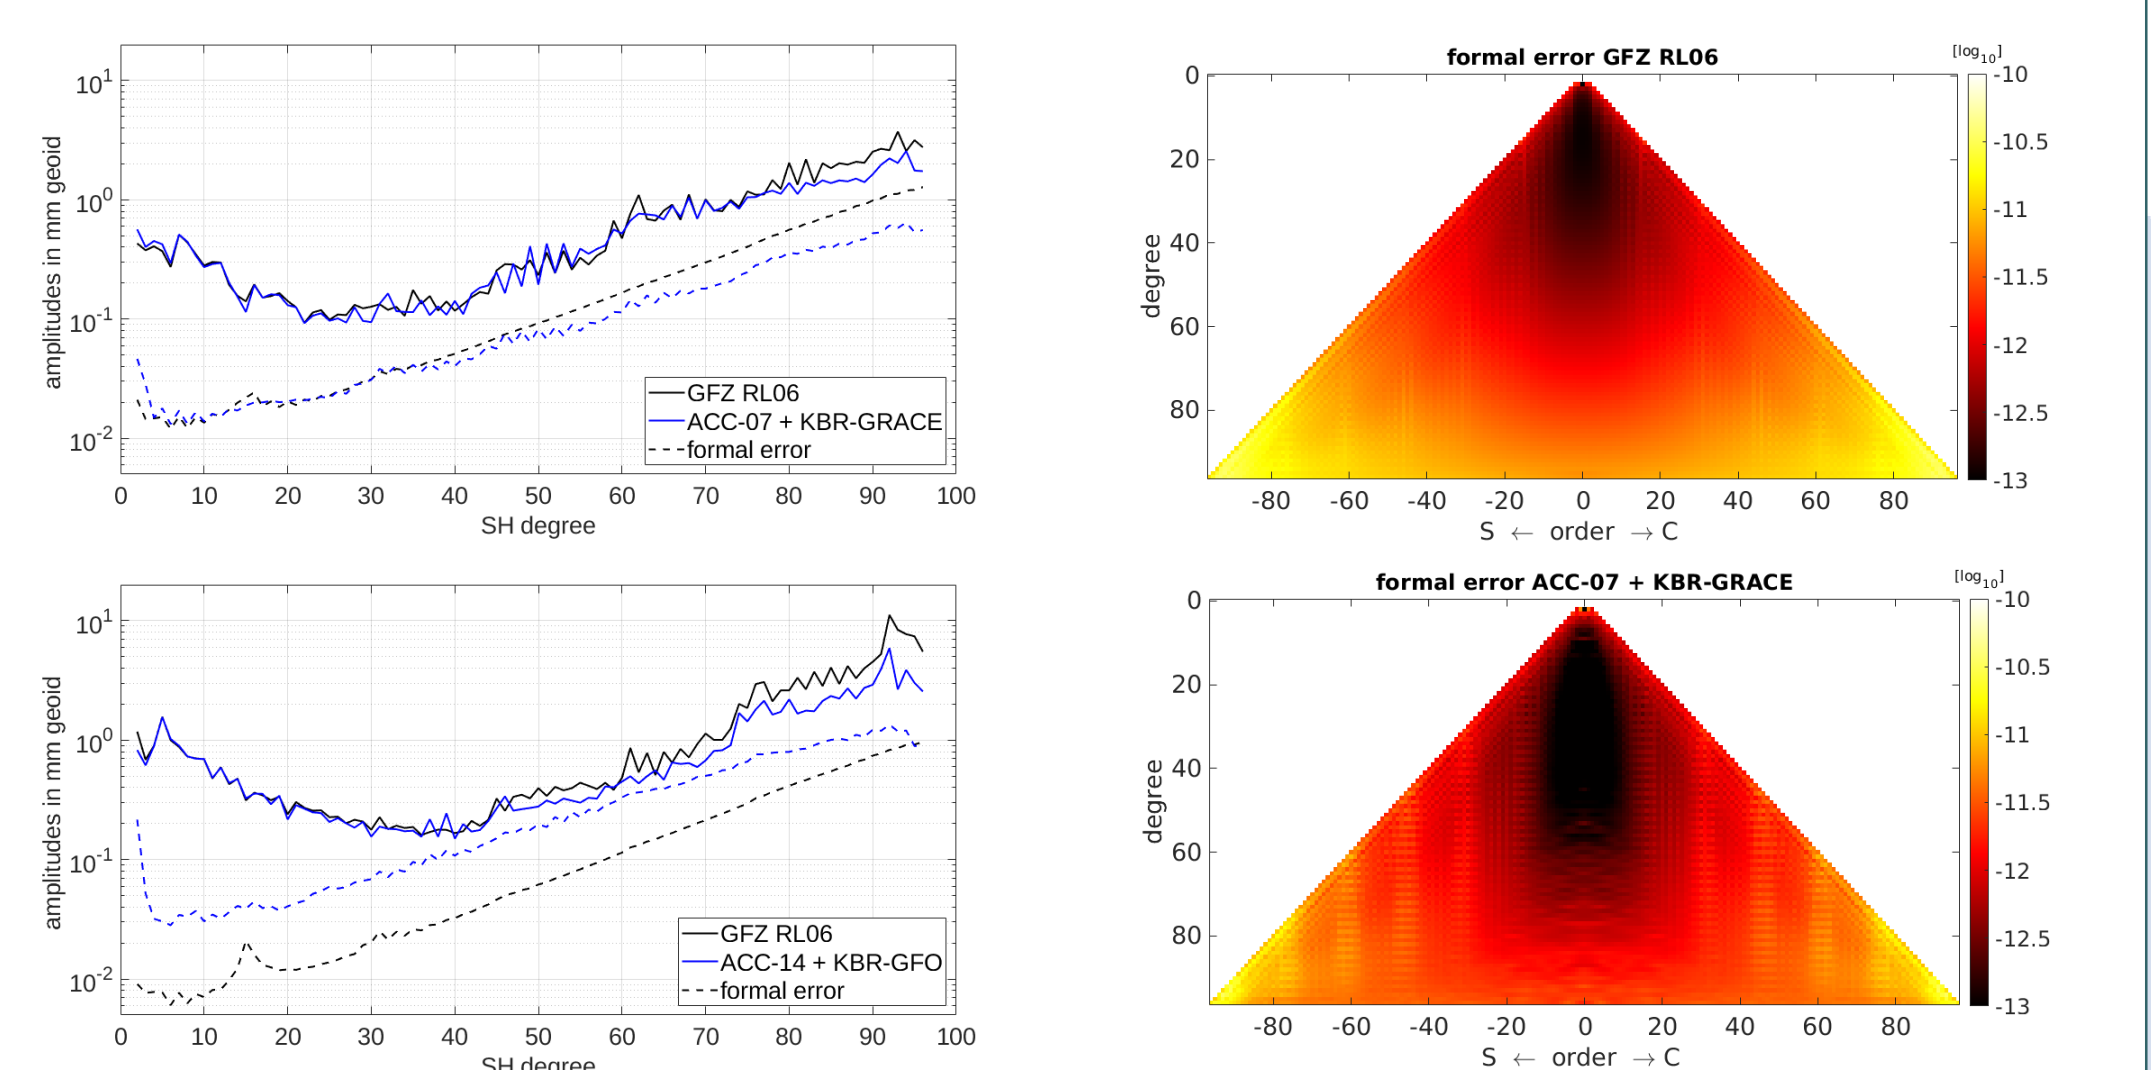 10^1
10^0
10^-1
10^-2
amplitudes in mm geoid
GFZ RL06
ACC-07 + KBR-GRACE
formal error
0 10 20 30 40 50 60 70 80 90 100
SH degree
formal error GFZ RL06
[log10]
0
20
40
60
80
degree
-10
-10.5
-11
-11.5
-12
-12.5
-13
-80 -60 -40 -20 0 20 40 60 80
S ← order → C
10^1
10^0
10^-1
10^-2
amplitudes in mm geoid
GFZ RL06
ACC-14 + KBR-GFO
formal error
0 10 20 30 40 50 60 70 80 90 100
SH degree
formal error ACC-07 + KBR-GRACE
[log10]
0
20
40
60
80
degree
-10
-10.5
-11
-11.5
-12
-12.5
-13
-80 -60 -40 -20 0 20 40 60 80
S ← order → C